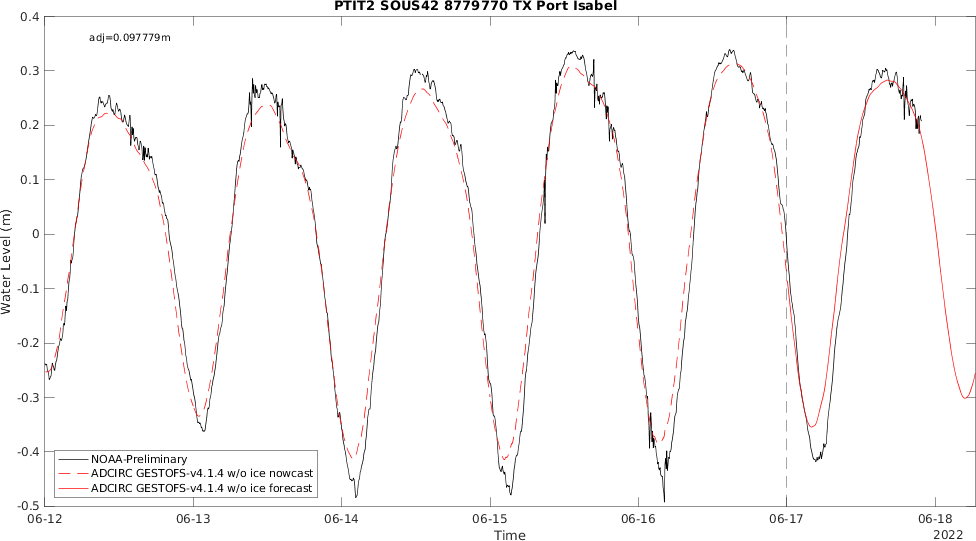 PTIT2 SOUS42 8779770 TX Port Isabel
0.4
adj=0.097779m
0.3
0.2
0.1
0
-0.1
-0.2
-0.3
-0.4
-0.5
Water Level (m)
NOAA-Preliminary
ADCIRC GESTOFS-v4.1.4 w/o ice nowcast
ADCIRC GESTOFS-v4.1.4 w/o ice forecast
06-12 06-13 06-14 06-15 06-16 06-17 06-18
Time
2022